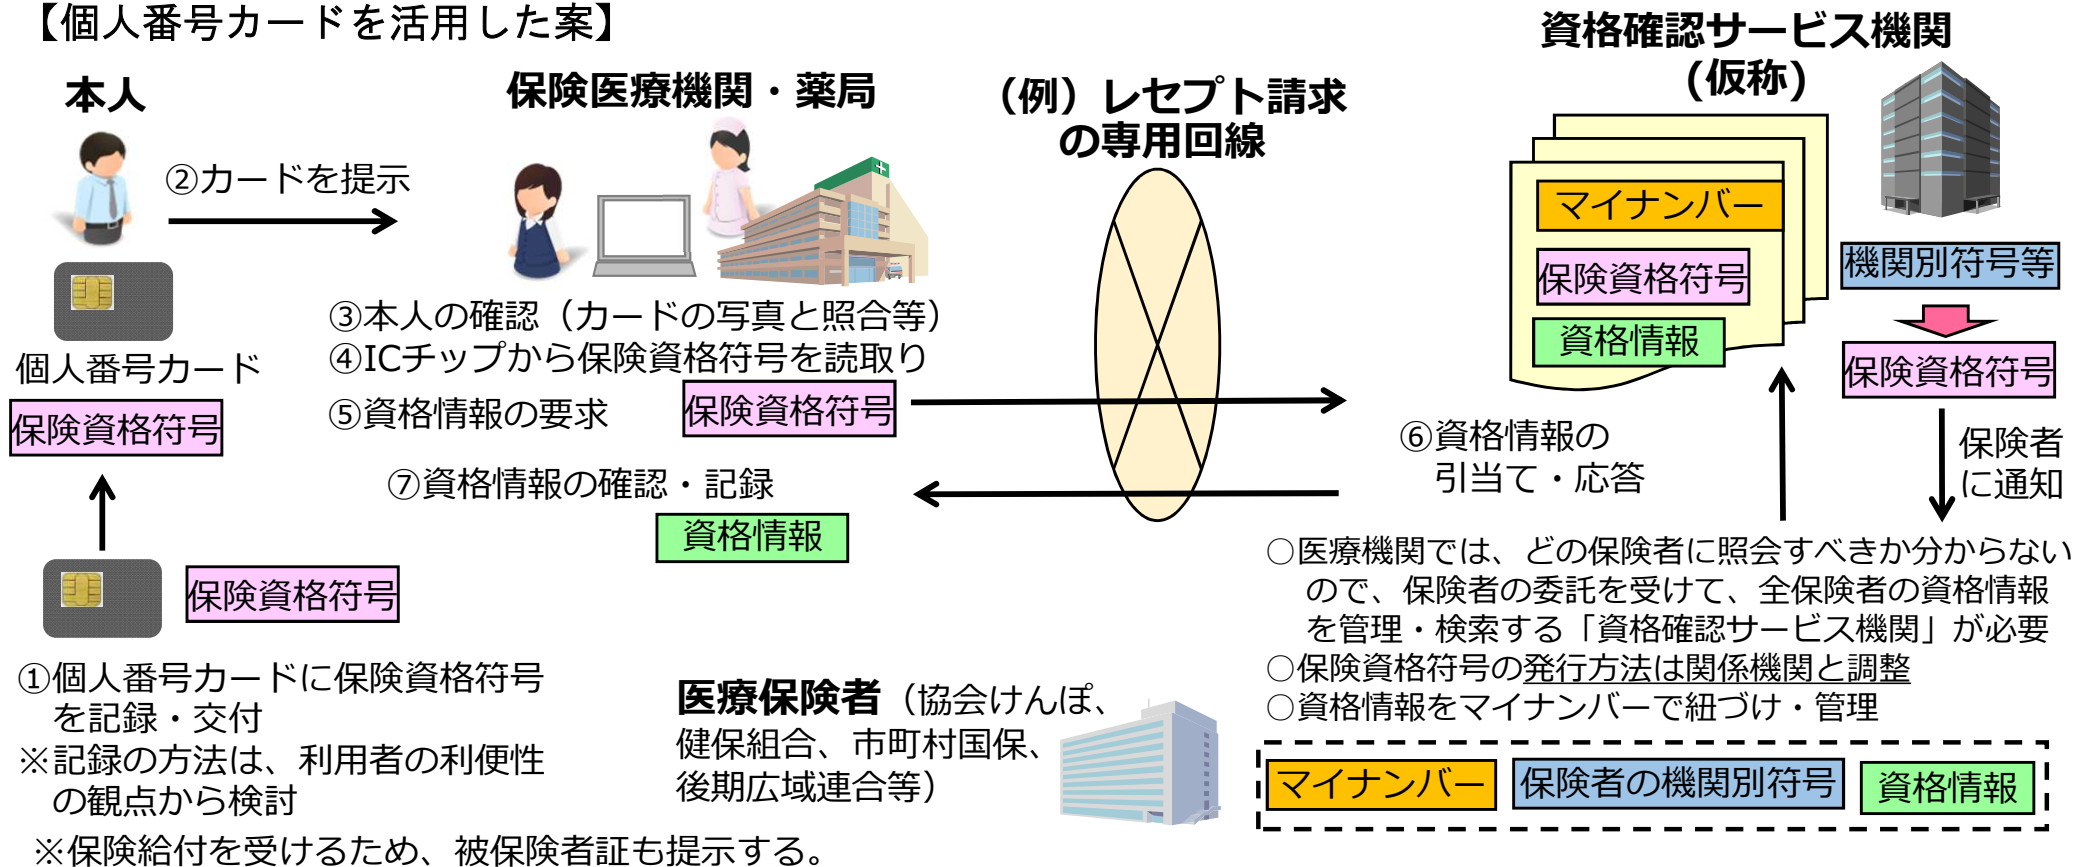 【個人番号カードを活用した案】
本人
②カードを提示
個人番号カード
保険資格符号
保険資格符号
①個人番号カードに保険資格符号
を記録・交付
※記録の方法は、利用者の利便性
の観点から検討
※保険給付を受けるため、被保険者証も提示する。
保険医療機関・薬局
③本人の確認（カードの写真と照合等）
④ICチップから保険資格符号を読取り
⑤資格情報の要求
保険資格符号
⑦資格情報の確認・記録
資格情報
医療保険者（協会けんぽ、
健保組合、市町村国保、
後期広域連合等）
（例）レセプト請求
の専用回線
資格確認サービス機関
(仮称)
マイナンバー
保険資格符号
資格情報
機関別符号等
保険資格符号
⑥資格情報の
引当て・応答
保険者
に通知
○医療機関では、どの保険者に照会すべきか分からない
ので、保険者の委託を受けて、全保険者の資格情報
を管理・検索する「資格確認サービス機関」が必要
○保険資格符号の発行方法は関係機関と調整
○資格情報をマイナンバーで紐づけ・管理
マイナンバー
保険者の機関別符号
資格情報